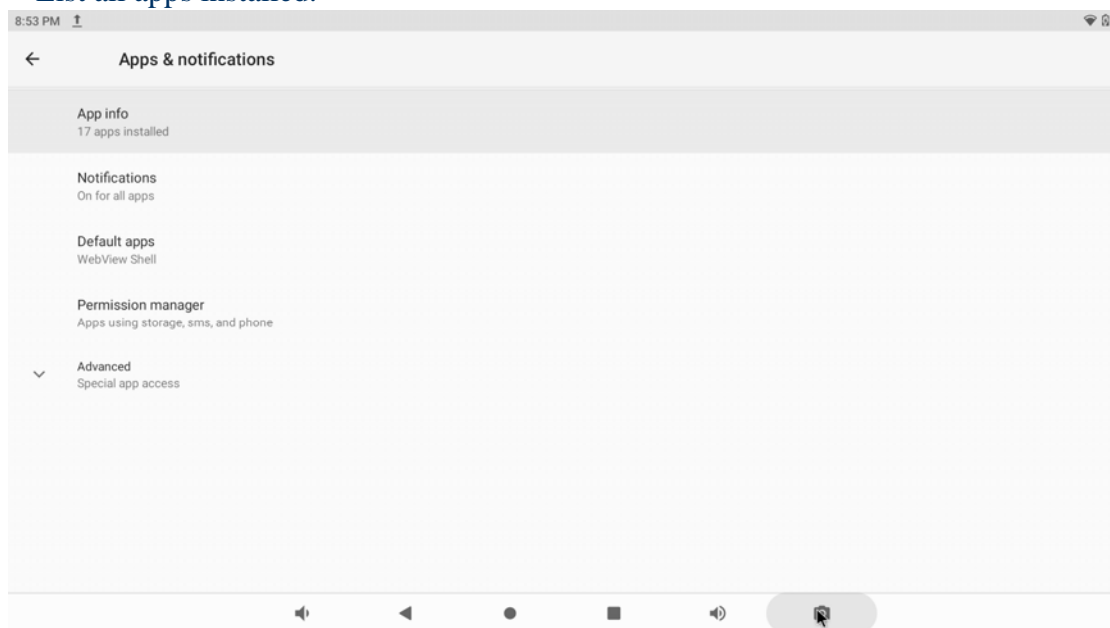 List all apps installed.
8:53 PM
Apps & notifications
App info
17 apps installed
Notifications
On for all apps
Default apps
WebView Shell
Permission manager
Apps using storage, sms, and phone
Advanced
Special app access